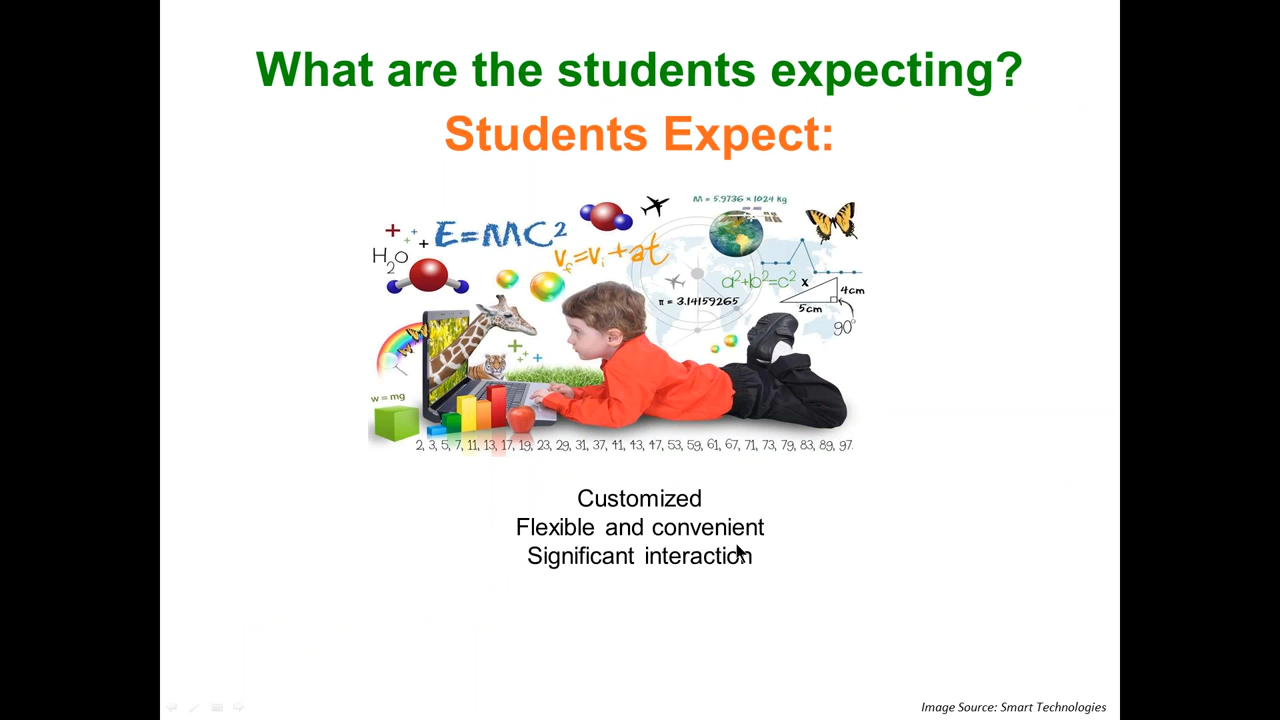 What are the students expecting?
Students Expect:
M = 5.9736 x 1024 kg
E=MC²
H₂O
v_f=v_i+at
a²+b²=c²
x
4cm
π = 3.14159265
5cm
90°
w = mg
2, 3, 5, 7, 11, 13, 17, 19, 23, 29, 31, 37, 41, 43, 47, 53, 59, 61, 67, 71, 73, 79, 83, 89, 97.
Customized
Flexible and convenient
Significant interaction
Image Source: Smart Technologies